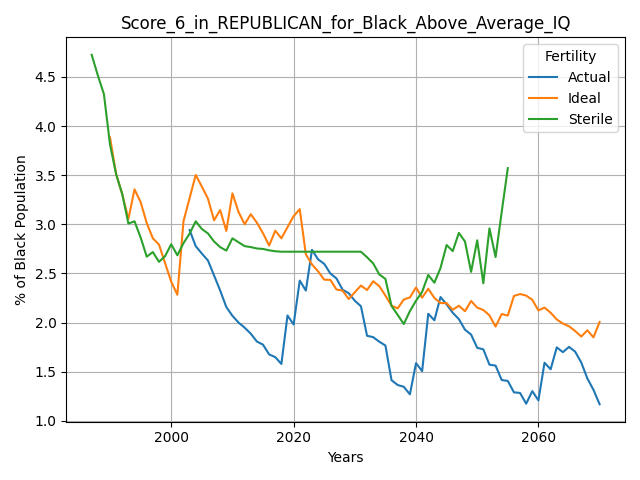 Score_6_in_REPUBLICAN_for_Black_Above_Average_IQ
Fertility
Actual
Ideal
Sterile
% of Black Population
4.5
4.0
3.5
3.0
2.5
2.0
1.5
1.0
2000 2020 2040 2060
Years